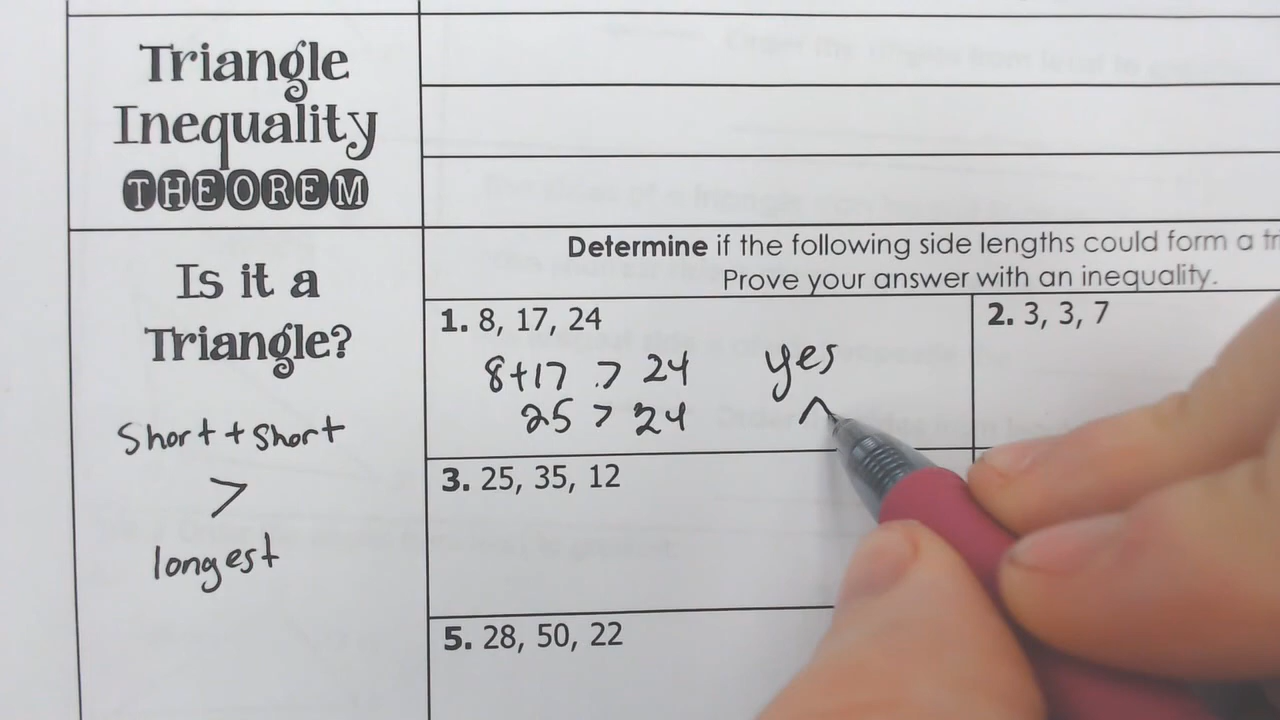 Triangle
Inequality
THEOREM
Determine if the following side lengths could form a
Prove your answer with an inequality.
Is it a
Triangle?
short + short
>
longest
1. 8, 17, 24
8+17 > 24 yes
25 > 24
2. 3, 3, 7
3. 25, 35, 12
5. 28, 50, 22